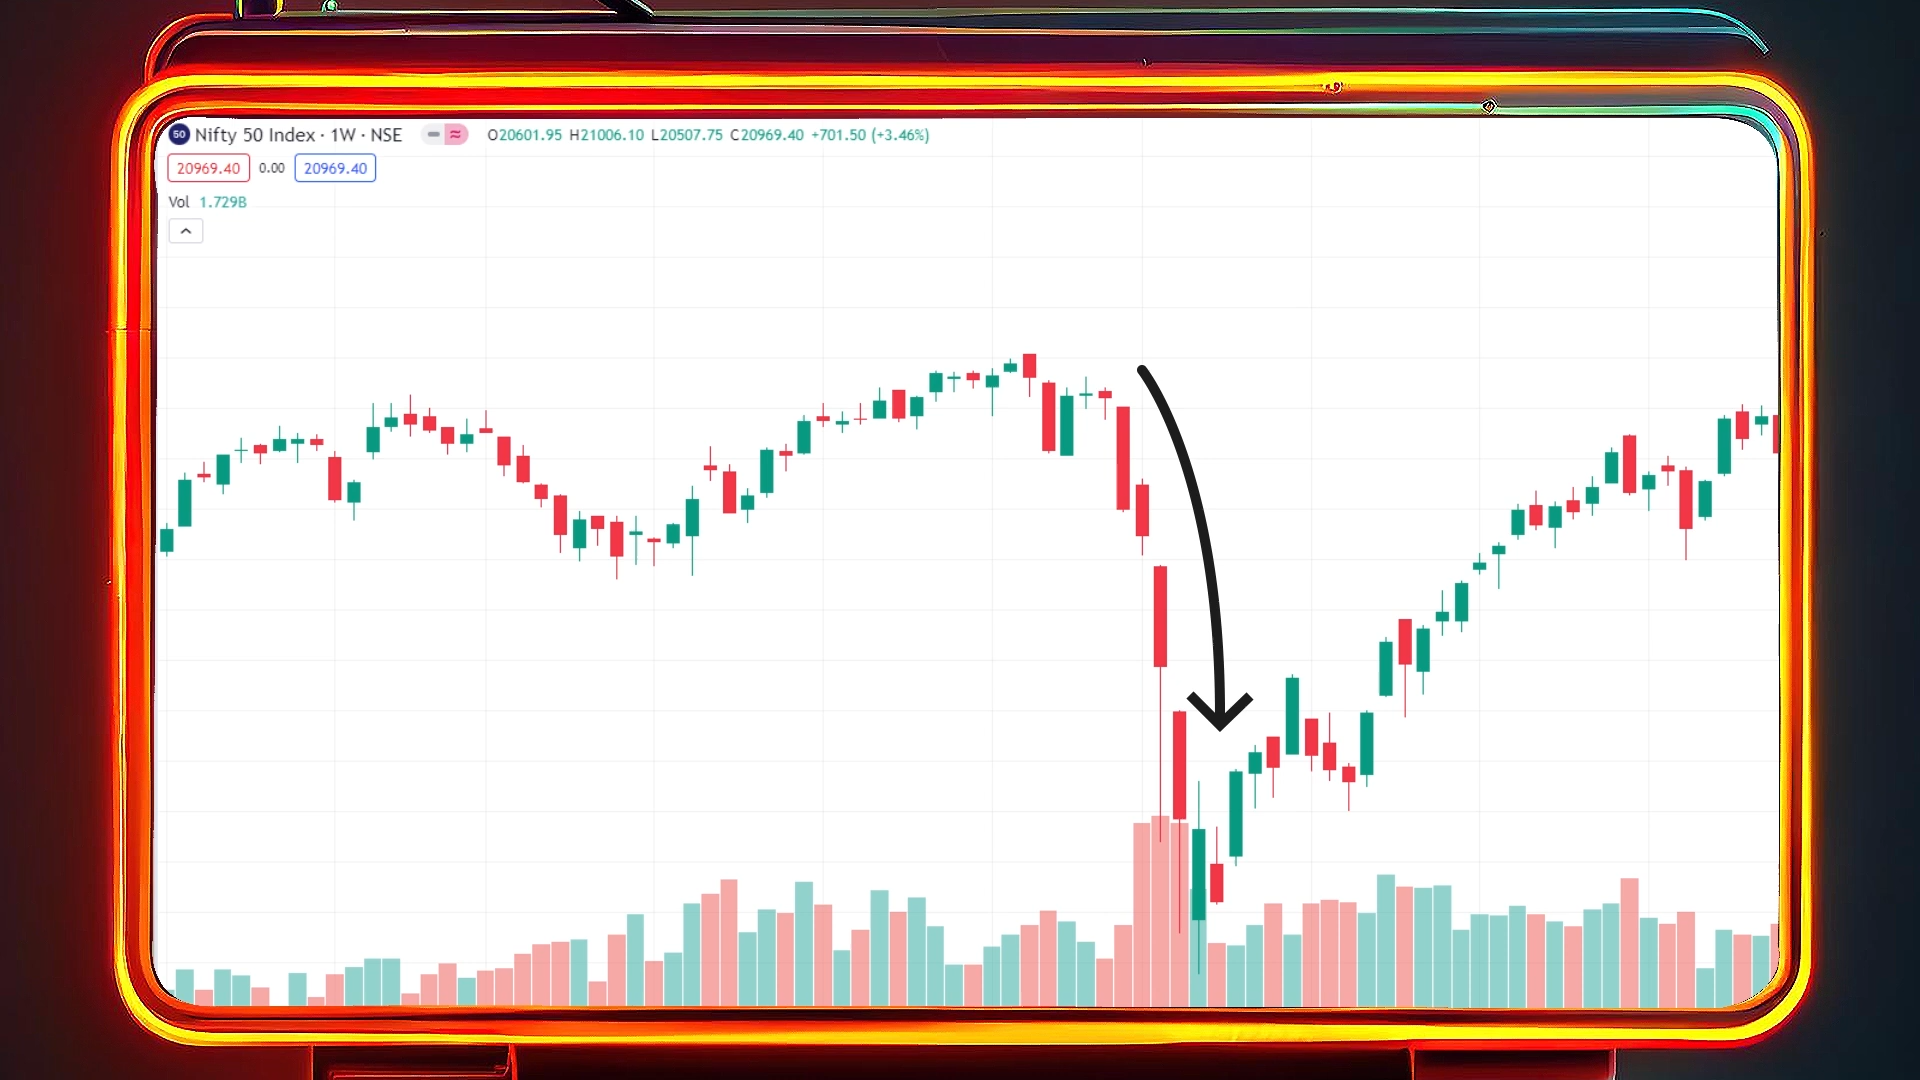 50 Nifty 50 Index · 1W · NSE O20601.95 H21006.10 L20507.75 C20969.40 +701.50 (+3.46%)
20969.40 0.00 20969.40
Vol 1.729B